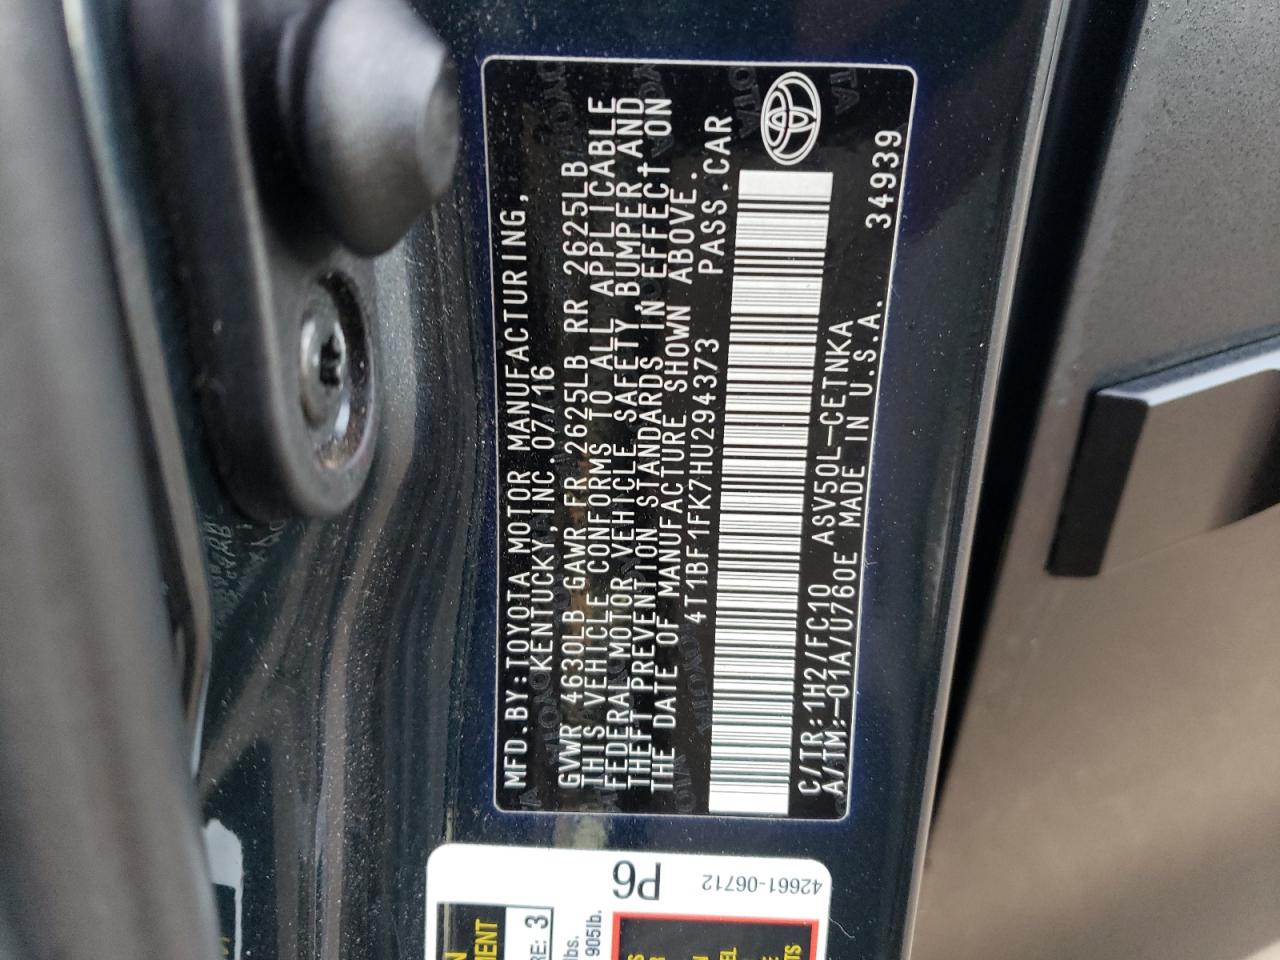 MFD.BY:TOYOTA MOTOR MANUFACTURING,
KENTUCKY,INC. 07/16
GVWR 4630LB GAWR FR 2625LB RR 2625LB
THIS VEHICLE CONFORMS TO ALL APPLICABLE
FEDERAL MOTOR VEHICLE SAFETY,BUMPER,AND
THEFT PREVENTION STANDARDS IN EFFECT ON
THE DATE OF MANUFACTURE SHOWN ABOVE.
4T1BF1FK7HU294373 PASS.CAR
C/TR:1H2/FC10 ASV50L-CETNKA
A/TM:-01A/U760E MADE IN U.S.A. 34939
P6
42661-06712
3
lbs.
905lb.